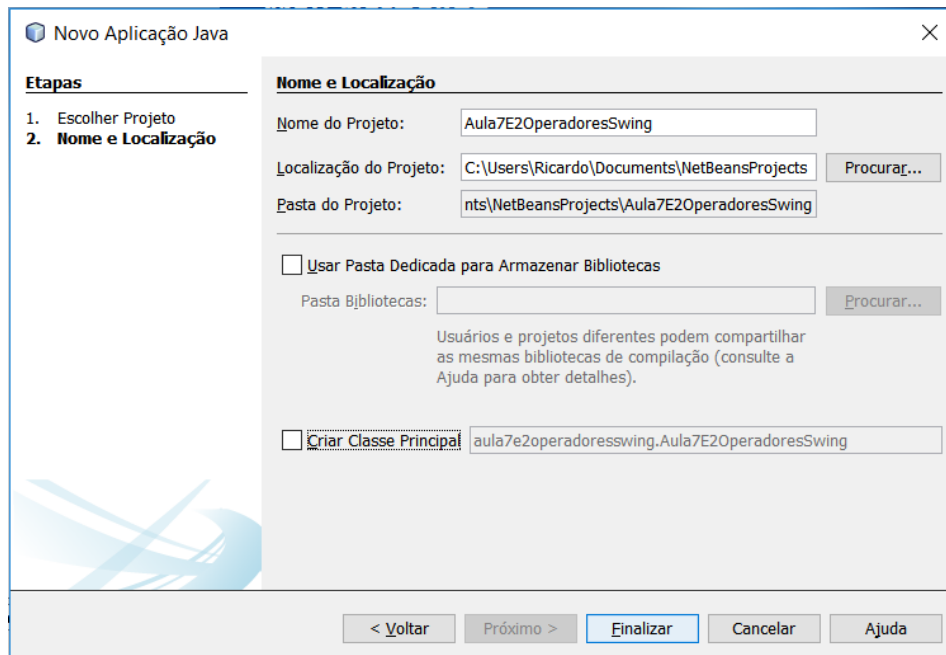 Novo Aplicação Java
Etapas
1. Escolher Projeto
2. Nome e Localização
Nome e Localização
Nome do Projeto: Aula7E2OperadoresSwing
Localização do Projeto: C:\Users\Ricardo\Documents\NetBeansProjects Procurar...
Pasta do Projeto: nts\NetBeansProjects\Aula7E2OperadoresSwing
Usar Pasta Dedicada para Armazenar Bibliotecas
Pasta Bibliotecas: Procurar...
Usuários e projetos diferentes podem compartilhar
as mesmas bibliotecas de compilação (consulte a
Ajuda para obter detalhes).
Criar Classe Principal aula7e2operadoresswing.Aula7E2OperadoresSwing
< Voltar Próximo > Finalizar Cancelar Ajuda